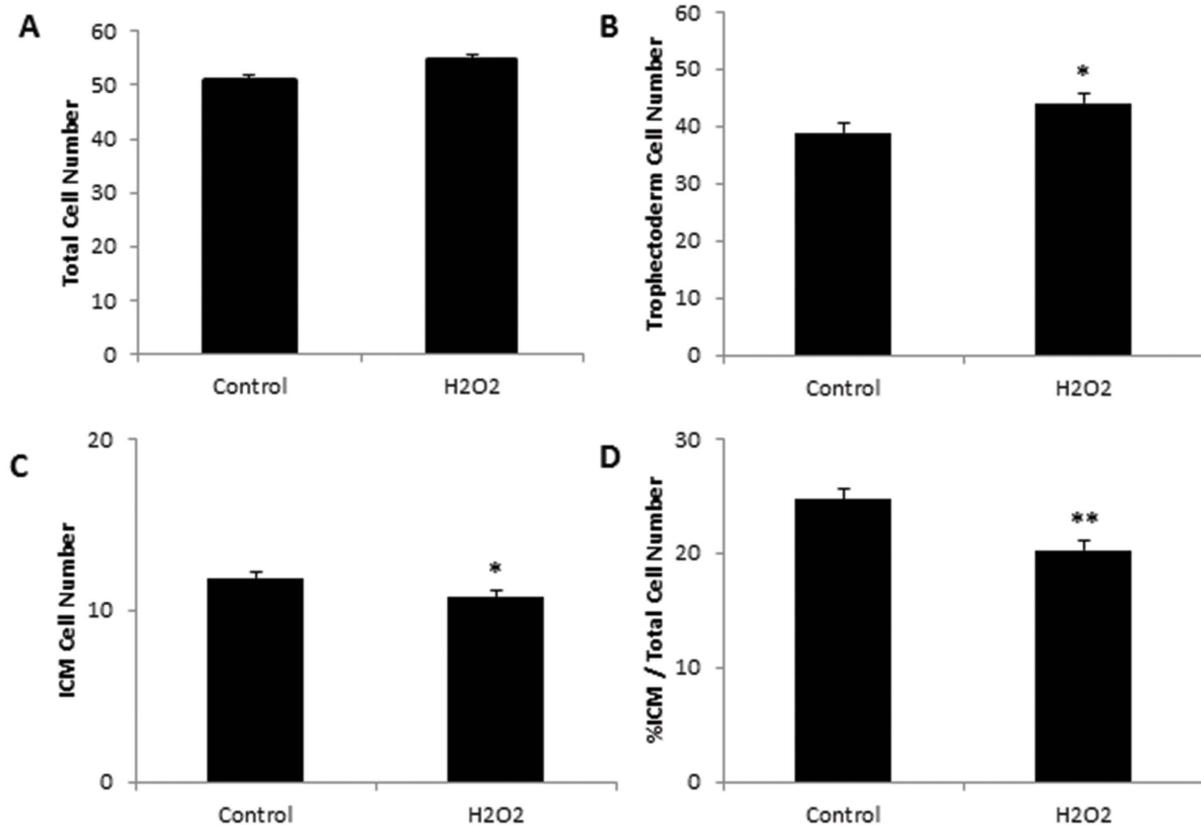 A
Total Cell Number
60
50
40
30
20
10
0
Control H2O2
B
Trophectoderm Cell Number
60
50
40
30
20
10
0
*
Control H2O2
C
ICM Cell Number
20
10
0
*
Control H2O2
D
%ICM / Total Cell Number
30
20
10
0
**
Control H2O2